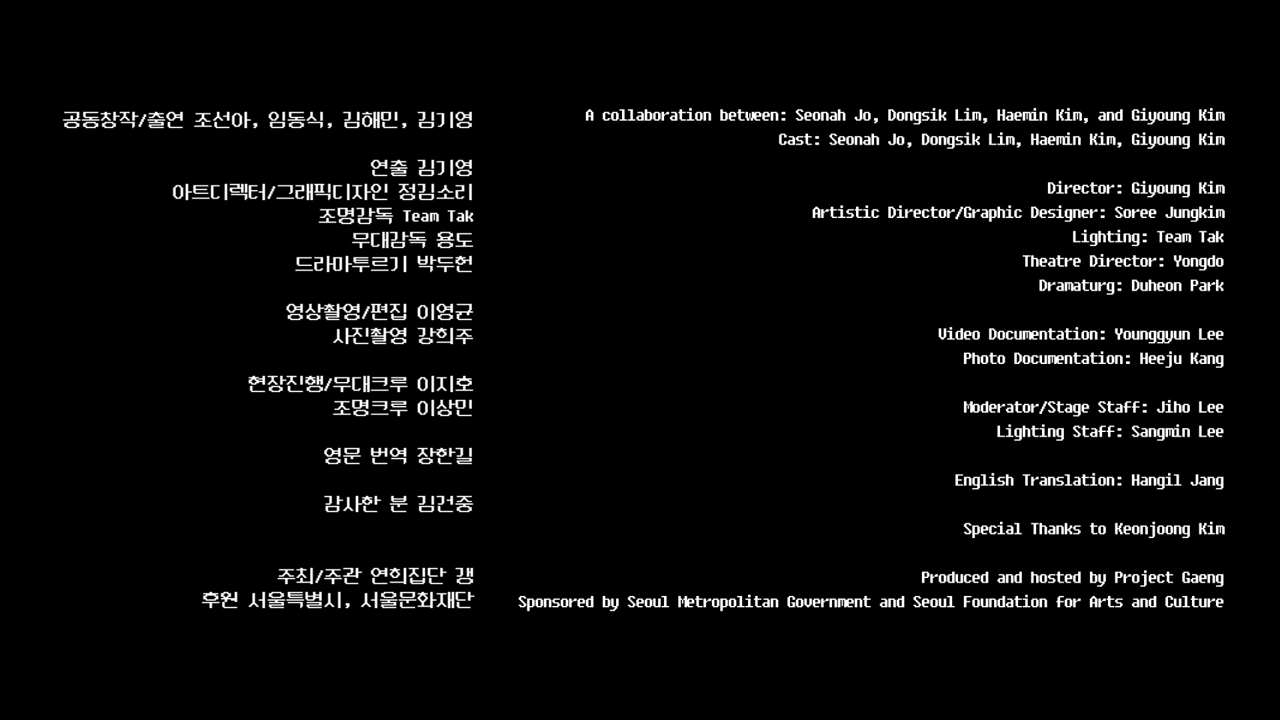 공동창작/출연 조선아, 임동식, 김해민, 김기영
연출 김기영
아트디렉터/그래픽디자인 정김소리
조명감독 Team Tak
무대감독 용도
드라마투르기 박두헌
영상촬영/편집 이영균
사진촬영 강희주
현장진행/무대크루 이지호
조명크루 이상민
영문 번역 장한길
감사한 분 김건중
주최/주관 연희집단 갱
후원 서울특별시, 서울문화재단
A collaboration between: Seonah Jo, Dongsik Lim, Haemin Kim, and Giyoung Kim
Cast: Seonah Jo, Dongsik Lim, Haemin Kim, Giyoung Kim
Director: Giyoung Kim
Artistic Director/Graphic Designer: Soree Jungkim
Lighting: Team Tak
Theatre Director: Yongdo
Dramaturg: Duheon Park
Video Documentation: Younggyun Lee
Photo Documentation: Heeju Kang
Moderator/Stage Staff: Jiho Lee
Lighting Staff: Sangmin Lee
English Translation: Hangil Jang
Special Thanks to Keonjoong Kim
Produced and hosted by Project Gaeng
Sponsored by Seoul Metropolitan Government and Seoul Foundation for Arts and Culture